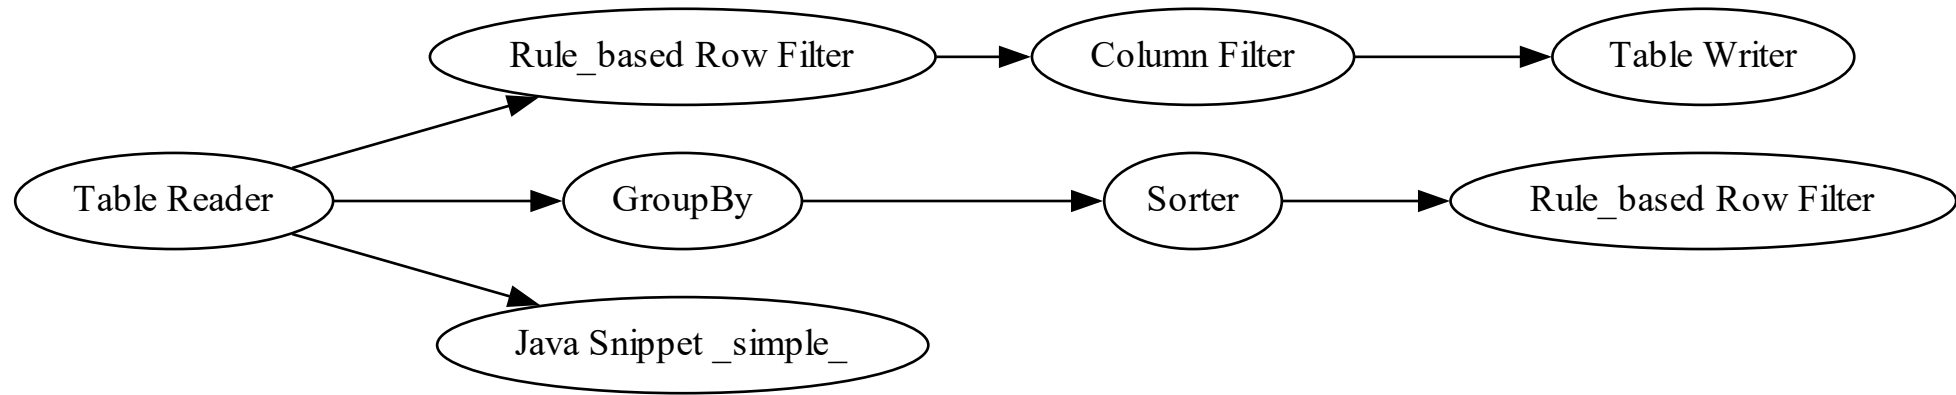 Rule_based Row Filter
Column Filter
Table Writer
Table Reader
GroupBy
Sorter
Rule_based Row Filter
Java Snippet _simple_